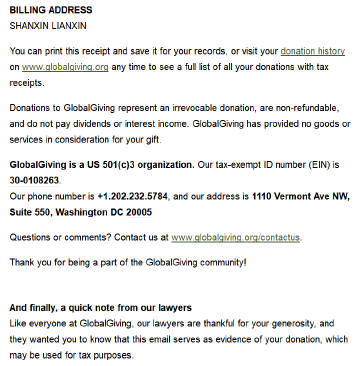 BILLING ADDRESS
SHANXIN LIANXIN
You can print this receipt and save it for your records, or visit your donation history
on www.globalgiving.org any time to see a full list of all your donations with tax
receipts.
Donations to GlobalGiving represent an irrevocable donation, are non-refundable,
and do not pay dividends or interest income. GlobalGiving has provided no goods or
services in consideration for your gift.
GlobalGiving is a US 501(c)3 organization. Our tax-exempt ID number (EIN) is
30-0108263.
Our phone number is +1.202.232.5784, and our address is 1110 Vermont Ave NW,
Suite 550, Washington DC 20005
Questions or comments? Contact us at www.globalgiving.org/contactus.
Thank you for being a part of the GlobalGiving community!
And finally, a quick note from our lawyers
Like everyone at GlobalGiving, our lawyers are thankful for your generosity, and
they wanted you to know that this email serves as evidence of your donation, which
may be used for tax purposes.